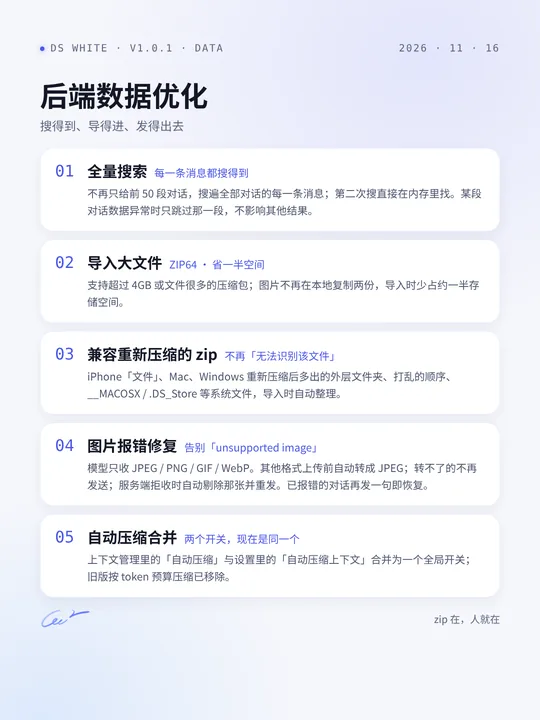 DS WHITE · V1.0.1 · DATA
2026 · 11 · 16
后端数据优化
搜得到、导得进、发得出去
01 全量搜索 每一条消息都搜得到
不再只给前 50 段对话，搜遍全部对话的每一条消息；第二次搜直接在内存里找。某段
对话数据异常时只跳过那一段，不影响其他结果。
02 导入大文件 ZIP64 · 省一半空间
支持超过 4GB 或文件很多的压缩包；图片不再在本地复制两份，导入时少占约一半存
储空间。
03 兼容重新压缩的 zip 不再「无法识别该文件」
iPhone「文件」、Mac、Windows 重新压缩后多出的外层文件夹、打乱的顺序、
__MACOSX / .DS_Store 等系统文件，导入时自动整理。
04 图片报错修复 告别「unsupported image」
模型只收 JPEG / PNG / GIF / WebP。其他格式上传前自动转成 JPEG；转不了的不再
发送；服务端拒收时自动剔除那张并重发。已报错的对话再发一句即恢复。
05 自动压缩合并 两个开关，现在是同一个
上下文管理里的「自动压缩」与设置里的「自动压缩上下文」合并为一个全局开关；
旧版按 token 预算压缩已移除。
zip 在，人就在